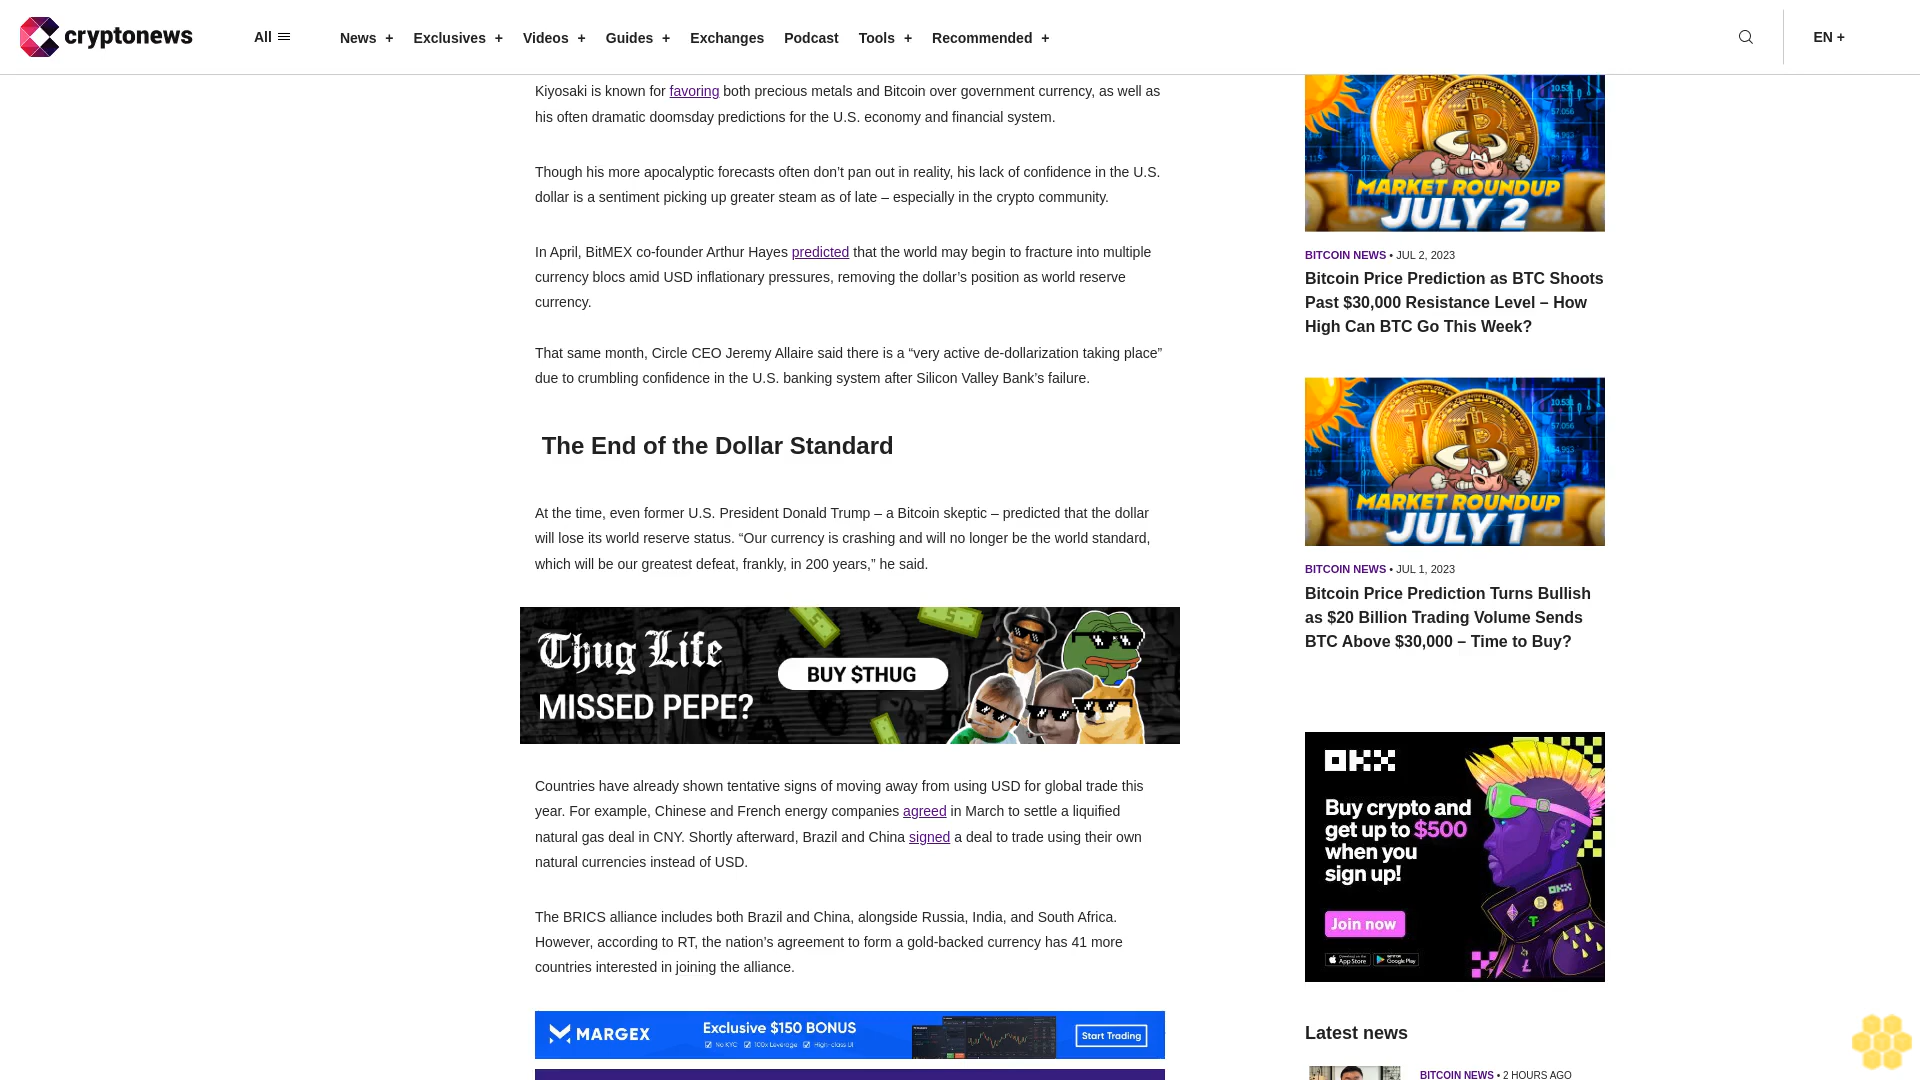 cryptonews
All
News +
Exclusives +
Videos +
Guides +
Exchanges
Podcast
Tools +
Recommended +
EN +
Kiyosaki is known for favoring both precious metals and Bitcoin over government currency, as well as
his often dramatic doomsday predictions for the U.S. economy and financial system.
Though his more apocalyptic forecasts often don’t pan out in reality, his lack of confidence in the U.S.
dollar is a sentiment picking up greater steam as of late – especially in the crypto community.
In April, BitMEX co-founder Arthur Hayes predicted that the world may begin to fracture into multiple
currency blocs amid USD inflationary pressures, removing the dollar’s position as world reserve
currency.
That same month, Circle CEO Jeremy Allaire said there is a “very active de-dollarization taking place”
due to crumbling confidence in the U.S. banking system after Silicon Valley Bank’s failure.
The End of the Dollar Standard
At the time, even former U.S. President Donald Trump – a Bitcoin skeptic – predicted that the dollar
will lose its world reserve status. “Our currency is crashing and will no longer be the world standard,
which will be our greatest defeat, frankly, in 200 years,” he said.
Thug Life
MISSED PEPE?
BUY $THUG
Countries have already shown tentative signs of moving away from using USD for global trade this
year. For example, Chinese and French energy companies agreed in March to settle a liquified
natural gas deal in CNY. Shortly afterward, Brazil and China signed a deal to trade using their own
natural currencies instead of USD.
The BRICS alliance includes both Brazil and China, alongside Russia, India, and South Africa.
However, according to RT, the nation’s agreement to form a gold-backed currency has 41 more
countries interested in joining the alliance.
MARGEX
Exclusive $150 BONUS
No KYC
100x Leverage
High-class UI
Start Trading
MARKET ROUNDUP
JULY 2
BITCOIN NEWS • JUL 2, 2023
Bitcoin Price Prediction as BTC Shoots
Past $30,000 Resistance Level – How
High Can BTC Go This Week?
MARKET ROUNDUP
JULY 1
BITCOIN NEWS • JUL 1, 2023
Bitcoin Price Prediction Turns Bullish
as $20 Billion Trading Volume Sends
BTC Above $30,000 – Time to Buy?
OKX
Buy crypto and
get up to $500
when you
sign up!
Join now
App Store
Google Play
OKX
Latest news
BITCOIN NEWS • 2 HOURS AGO